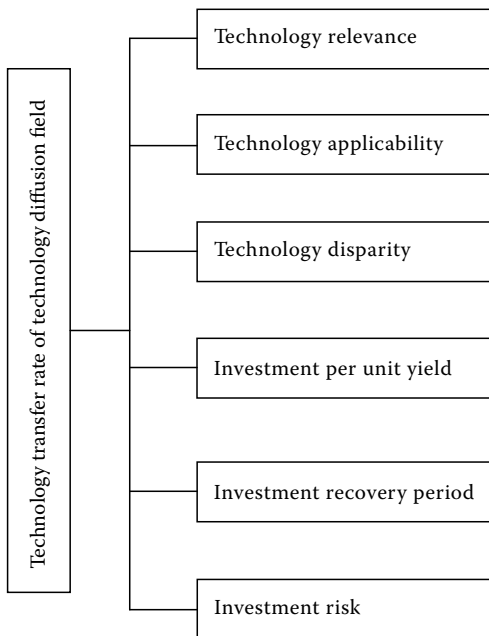 Technology transfer rate of technology diffusion field
Technology relevance
Technology applicability
Technology disparity
Investment per unit yield
Investment recovery period
Investment risk